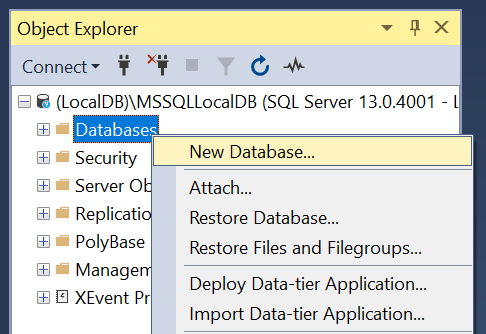 Object Explorer
Connect
(LocalDB)\MSSQLLocalDB (SQL Server 13.0.4001 - L
Databases
New Database...
Security
Attach...
Server Ob
Restore Database...
Replicatio
Restore Files and Filegroups...
PolyBase
Managem
Deploy Data-tier Application...
XEvent Pr
Import Data-tier Application...